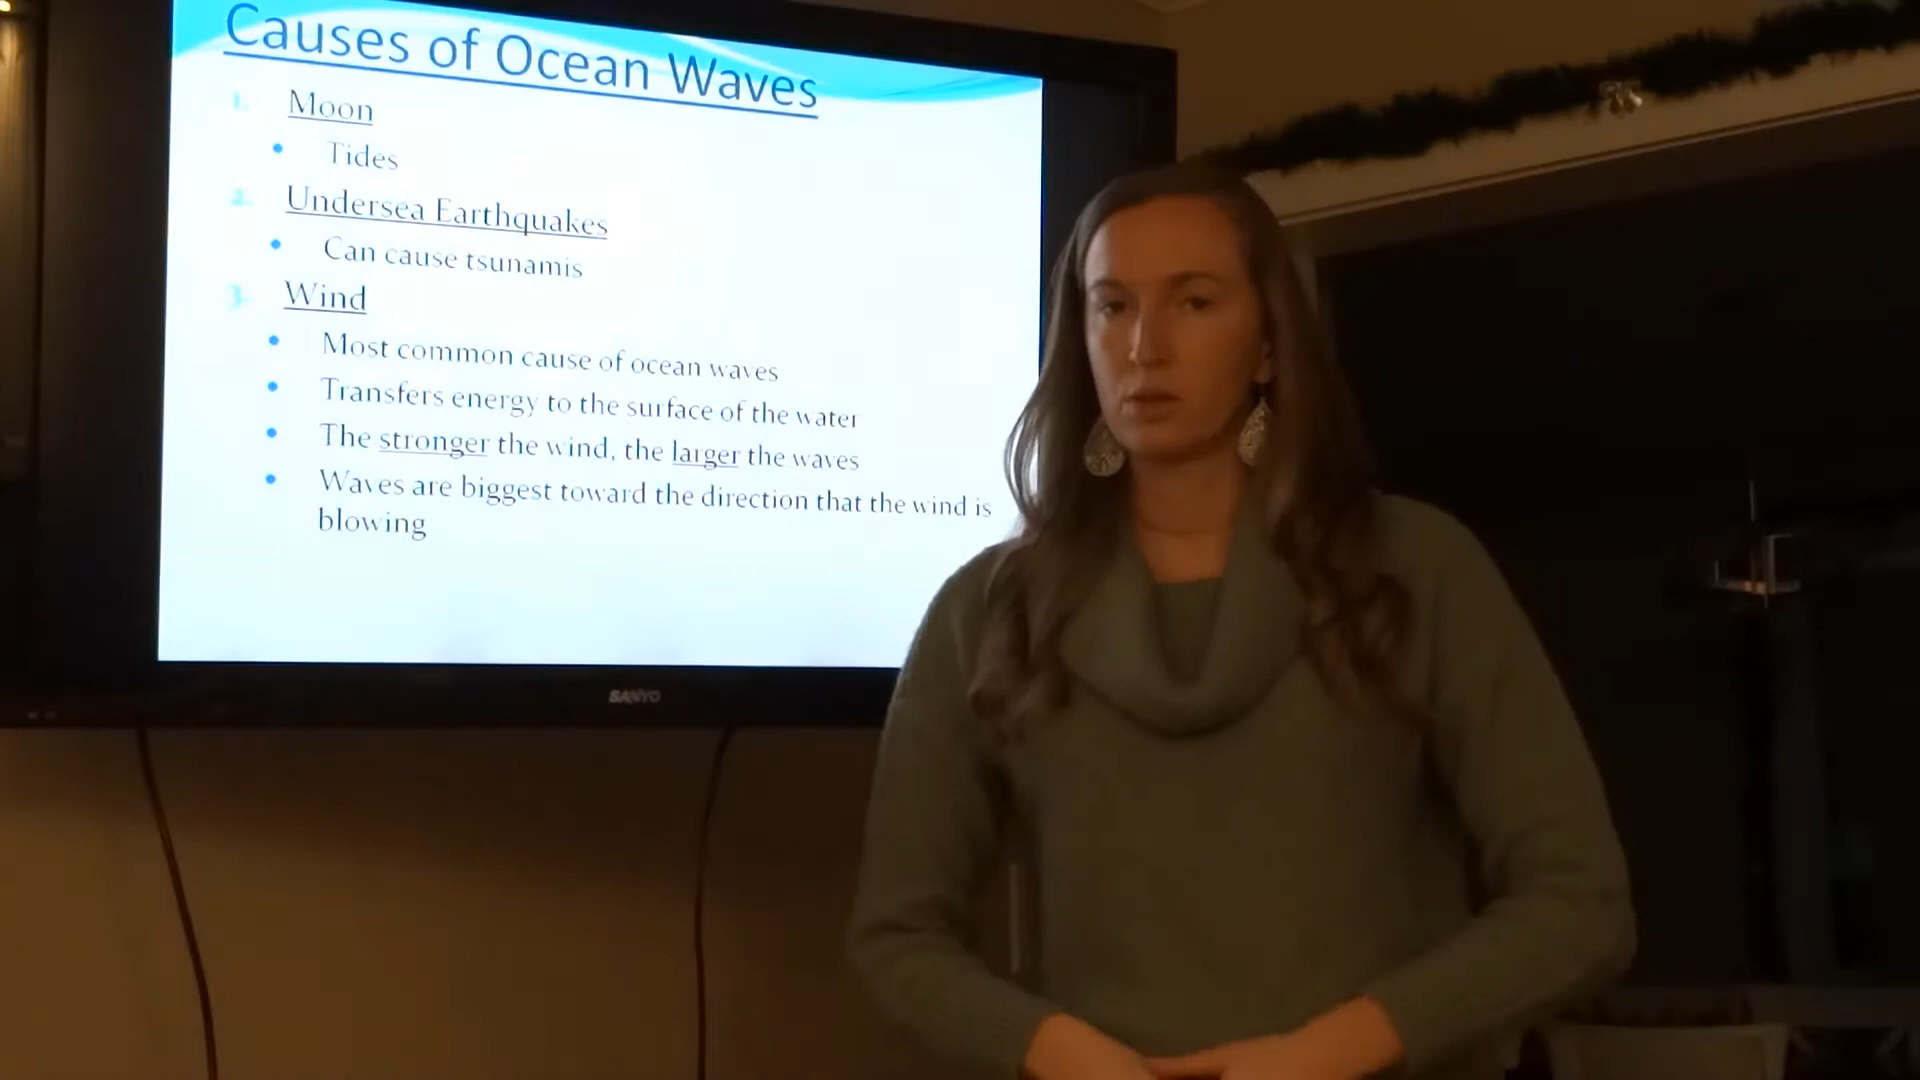 Causes of Ocean Waves
1. Moon
• Tides
2. Undersea Earthquakes
• Can cause tsunamis
3. Wind
• Most common cause of ocean waves
• Transfers energy to the surface of the water
• The stronger the wind, the larger the waves
• Waves are biggest toward the direction that the wind is
blowing
SANYO